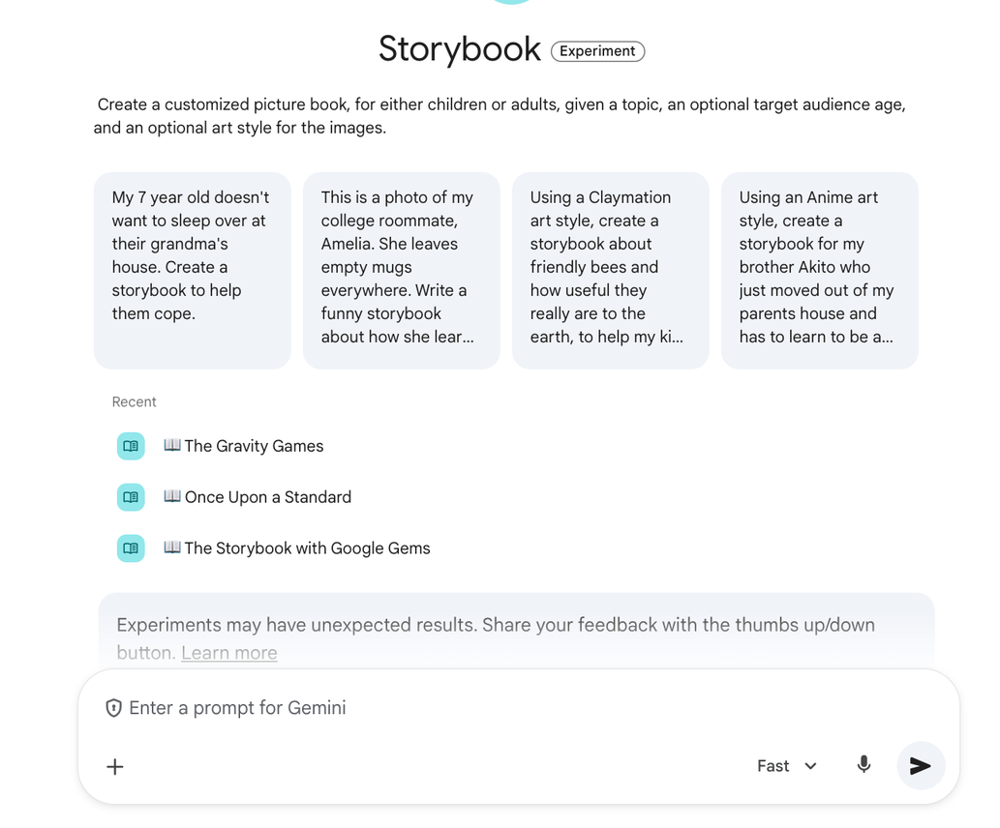 Storybook Experiment
Create a customized picture book, for either children or adults, given a topic, an optional target audience age,
and an optional art style for the images.
My 7 year old doesn't
want to sleep over at
their grandma's
house. Create a
storybook to help
them cope.
This is a photo of my
college roommate,
Amelia. She leaves
empty mugs
everywhere. Write a
funny storybook
about how she lear...
Using a Claymation
art style, create a
storybook about
friendly bees and
how useful they
really are to the
earth, to help my ki...
Using an Anime art
style, create a
storybook for my
brother Akito who
just moved out of my
parents house and
has to learn to be a...
Recent
📖 The Gravity Games
📖 Once Upon a Standard
📖 The Storybook with Google Gems
Experiments may have unexpected results. Share your feedback with the thumbs up/down
button. Learn more
Enter a prompt for Gemini
Fast